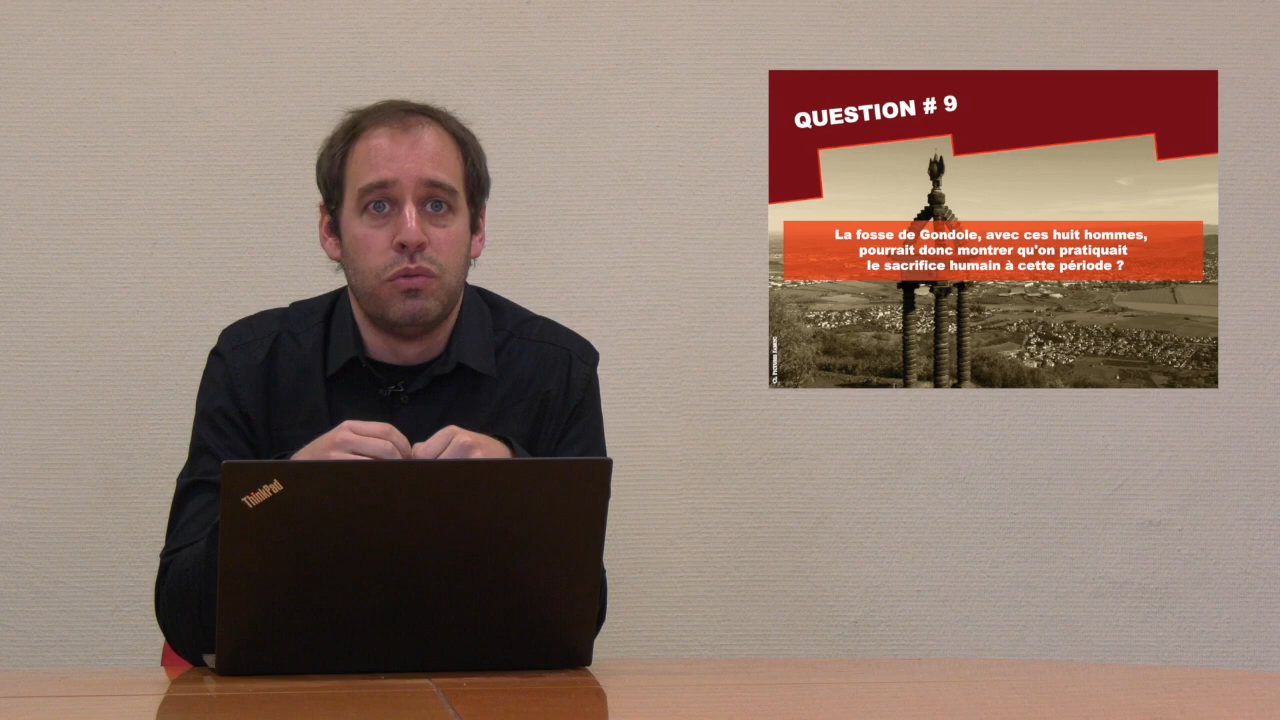 QUESTION # 9
La fosse de Gondole, avec ces huit hommes,
pourrait donc montrer qu'on pratiquait
le sacrifice humain à cette période ?
ThinkPad